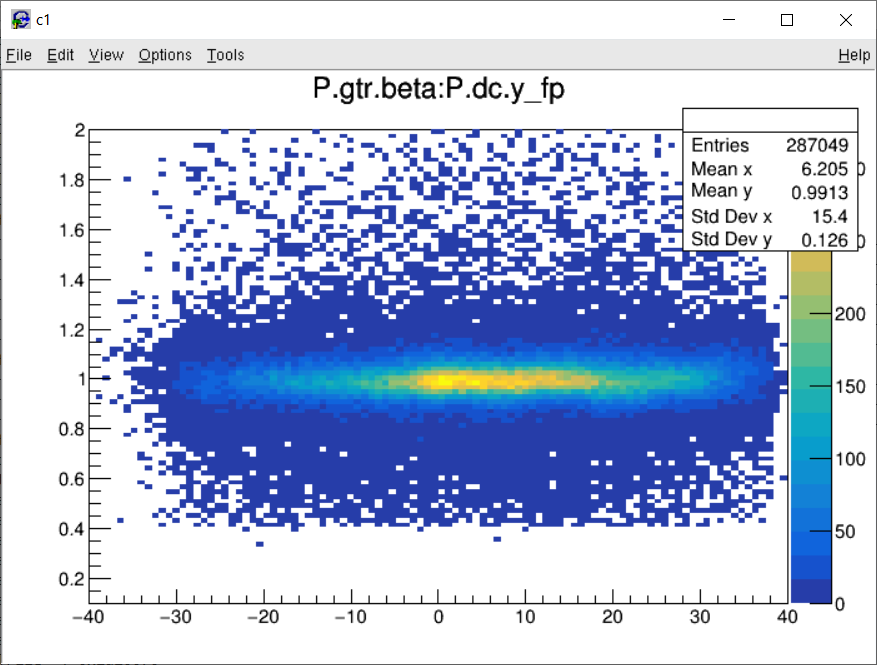 c1
File Edit View Options Tools Help
P.gtr.beta:P.dc.y_fp
Entries 287049
Mean x 6.205
Mean y 0.9913
Std Dev x 15.4
Std Dev y 0.126
2
1.8
1.6
1.4
1.2
1
0.8
0.6
0.4
0.2
−40 −30 −20 −10 0 10 20 30 40
200
150
100
50
0